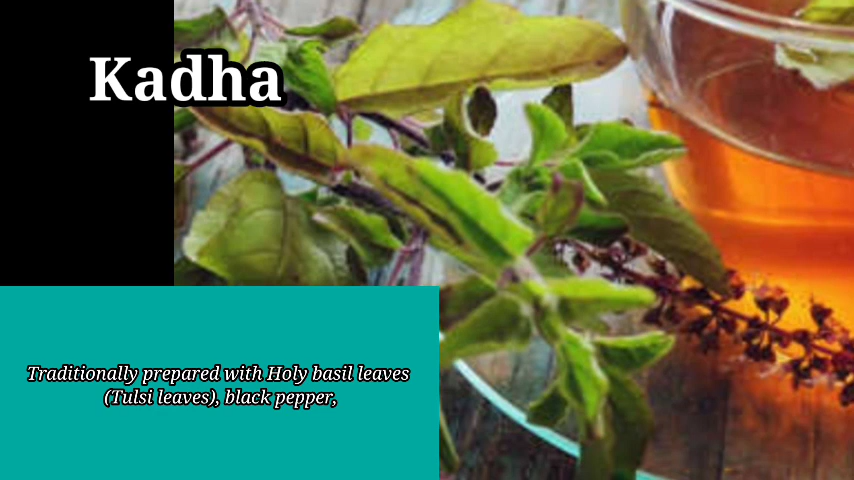 Kadha
Traditionally prepared with Holy basil leaves
(Tulsi leaves), black pepper,